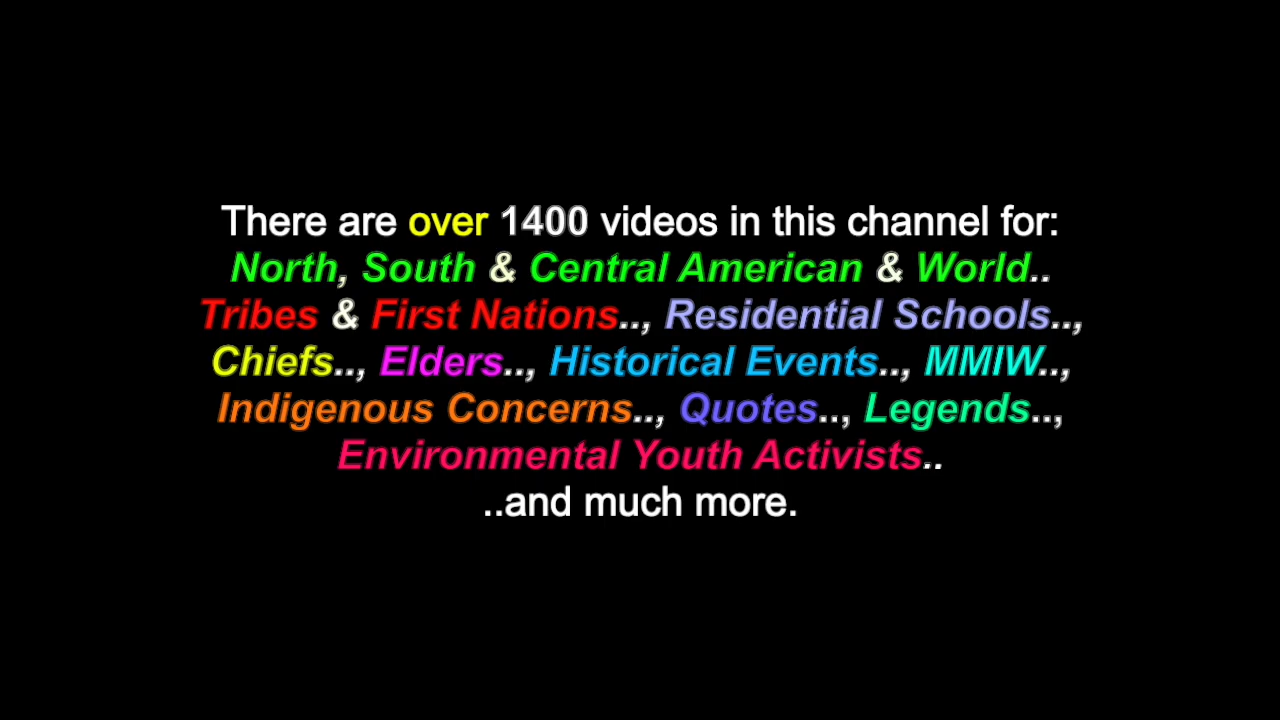 There are over 1400 videos in this channel for:
North, South & Central American & World..
Tribes & First Nations.., Residential Schools..,
Chiefs.., Elders.., Historical Events.., MMIW..,
Indigenous Concerns.., Quotes.., Legends..,
Environmental Youth Activists..
..and much more.